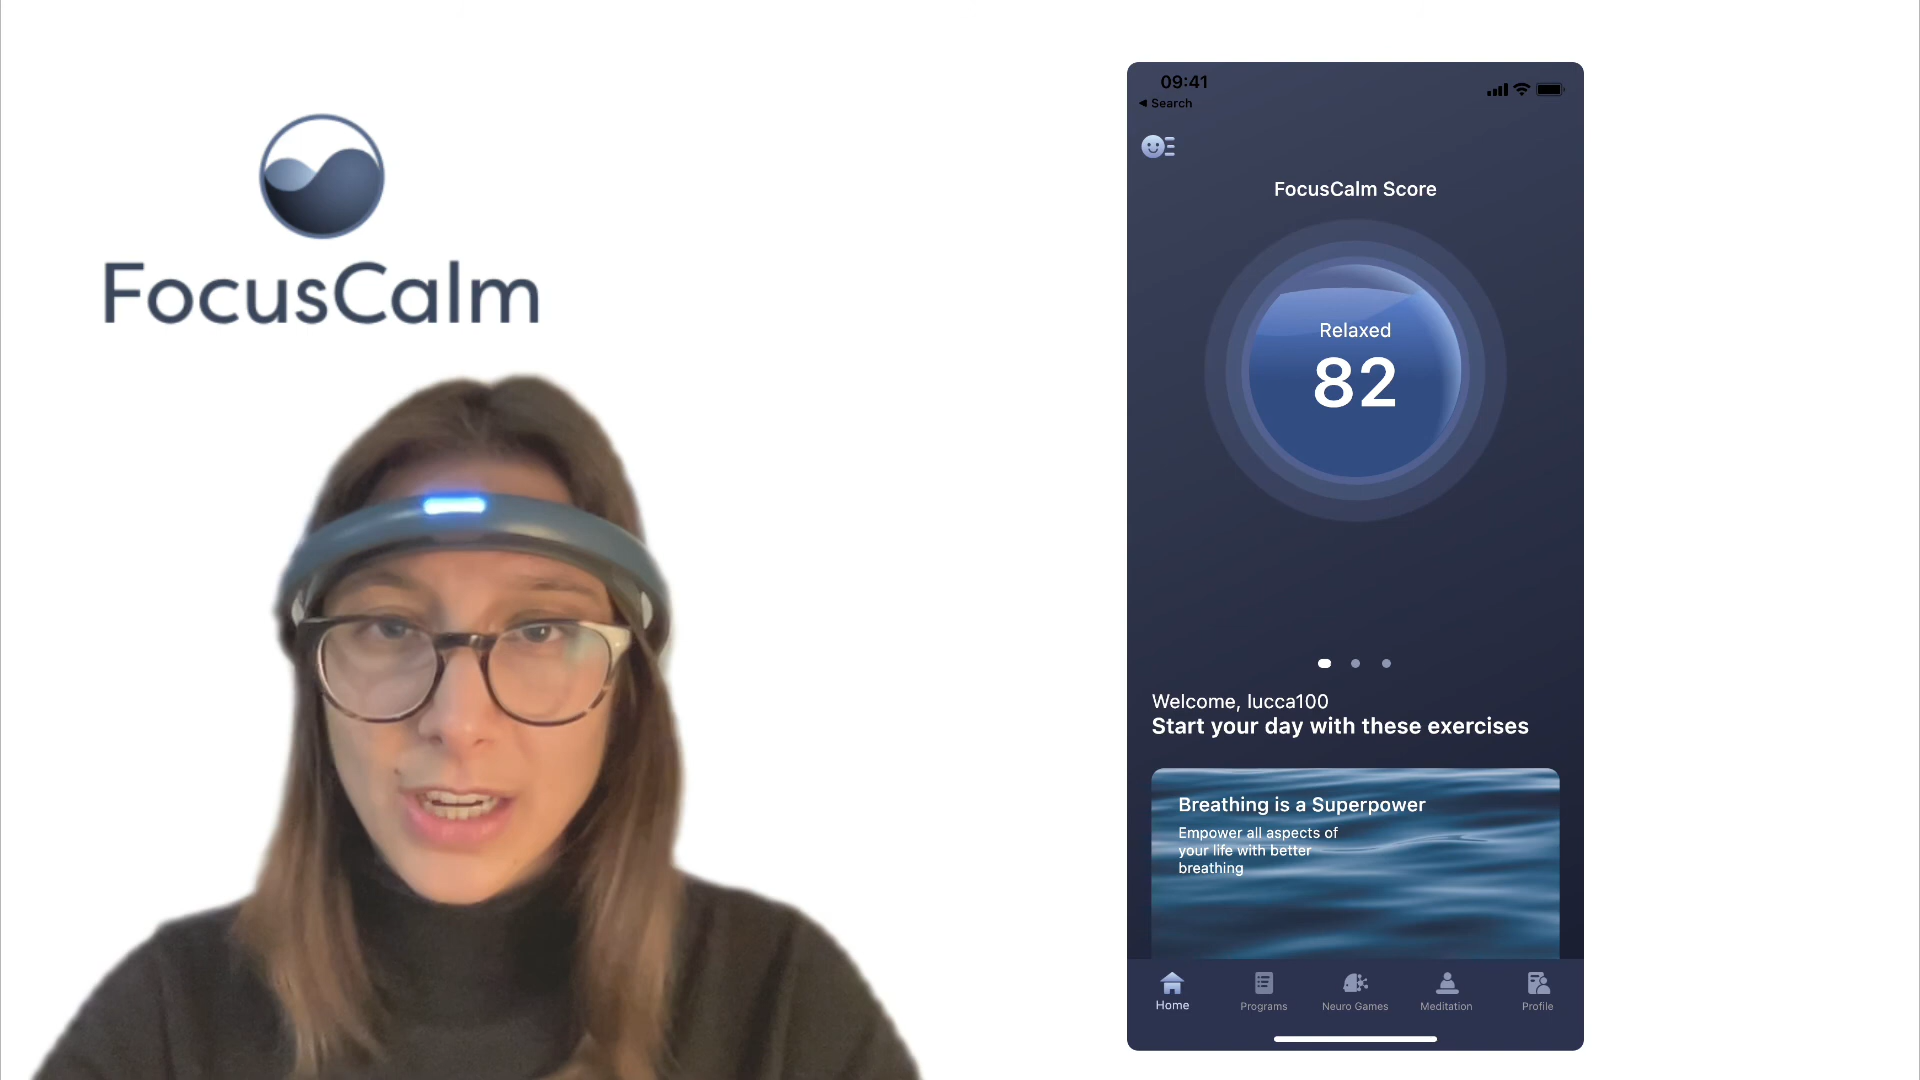 FocusCalm
09:41
◀ Search
FocusCalm Score
Relaxed
82
Welcome, lucca100
Start your day with these exercises
Breathing is a Superpower
Empower all aspects of
your life with better
breathing
Home
Programs
Neuro Games
Meditation
Profile